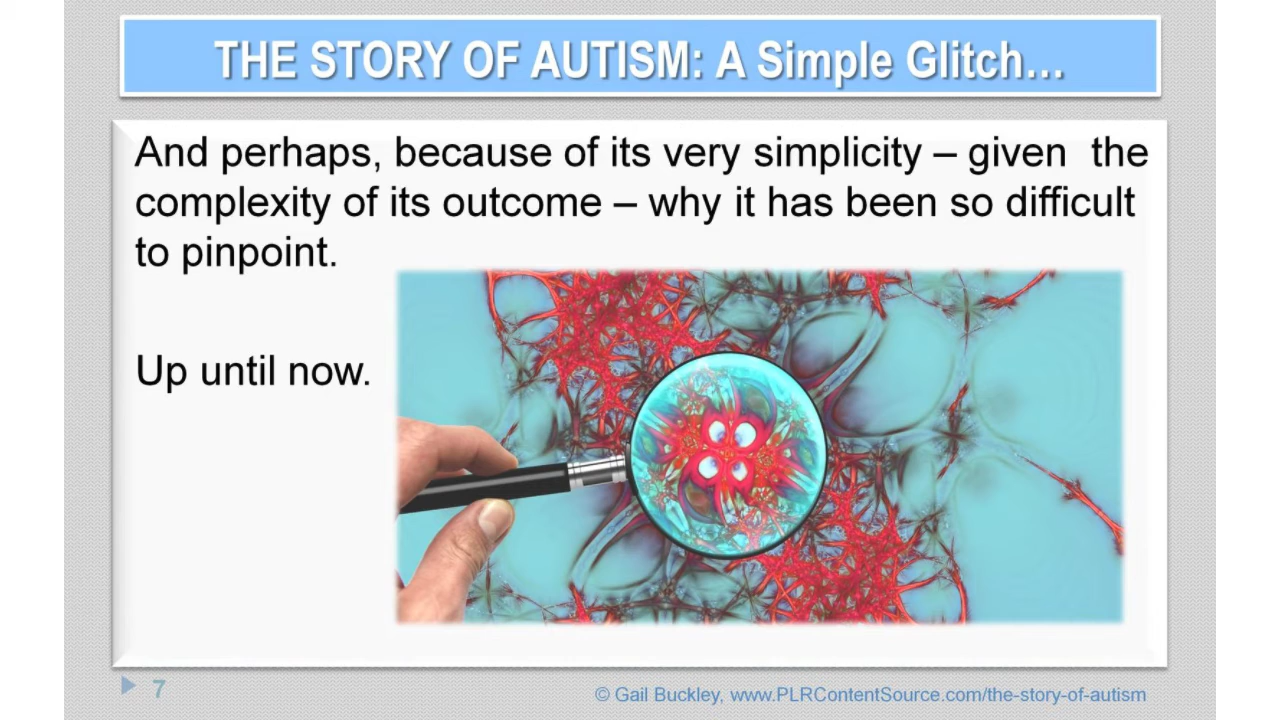 THE STORY OF AUTISM: A Simple Glitch...
And perhaps, because of its very simplicity – given  the
complexity of its outcome – why it has been so difficult
to pinpoint.
Up until now.
7
© Gail Buckley, www.PLRContentSource.com/the-story-of-autism